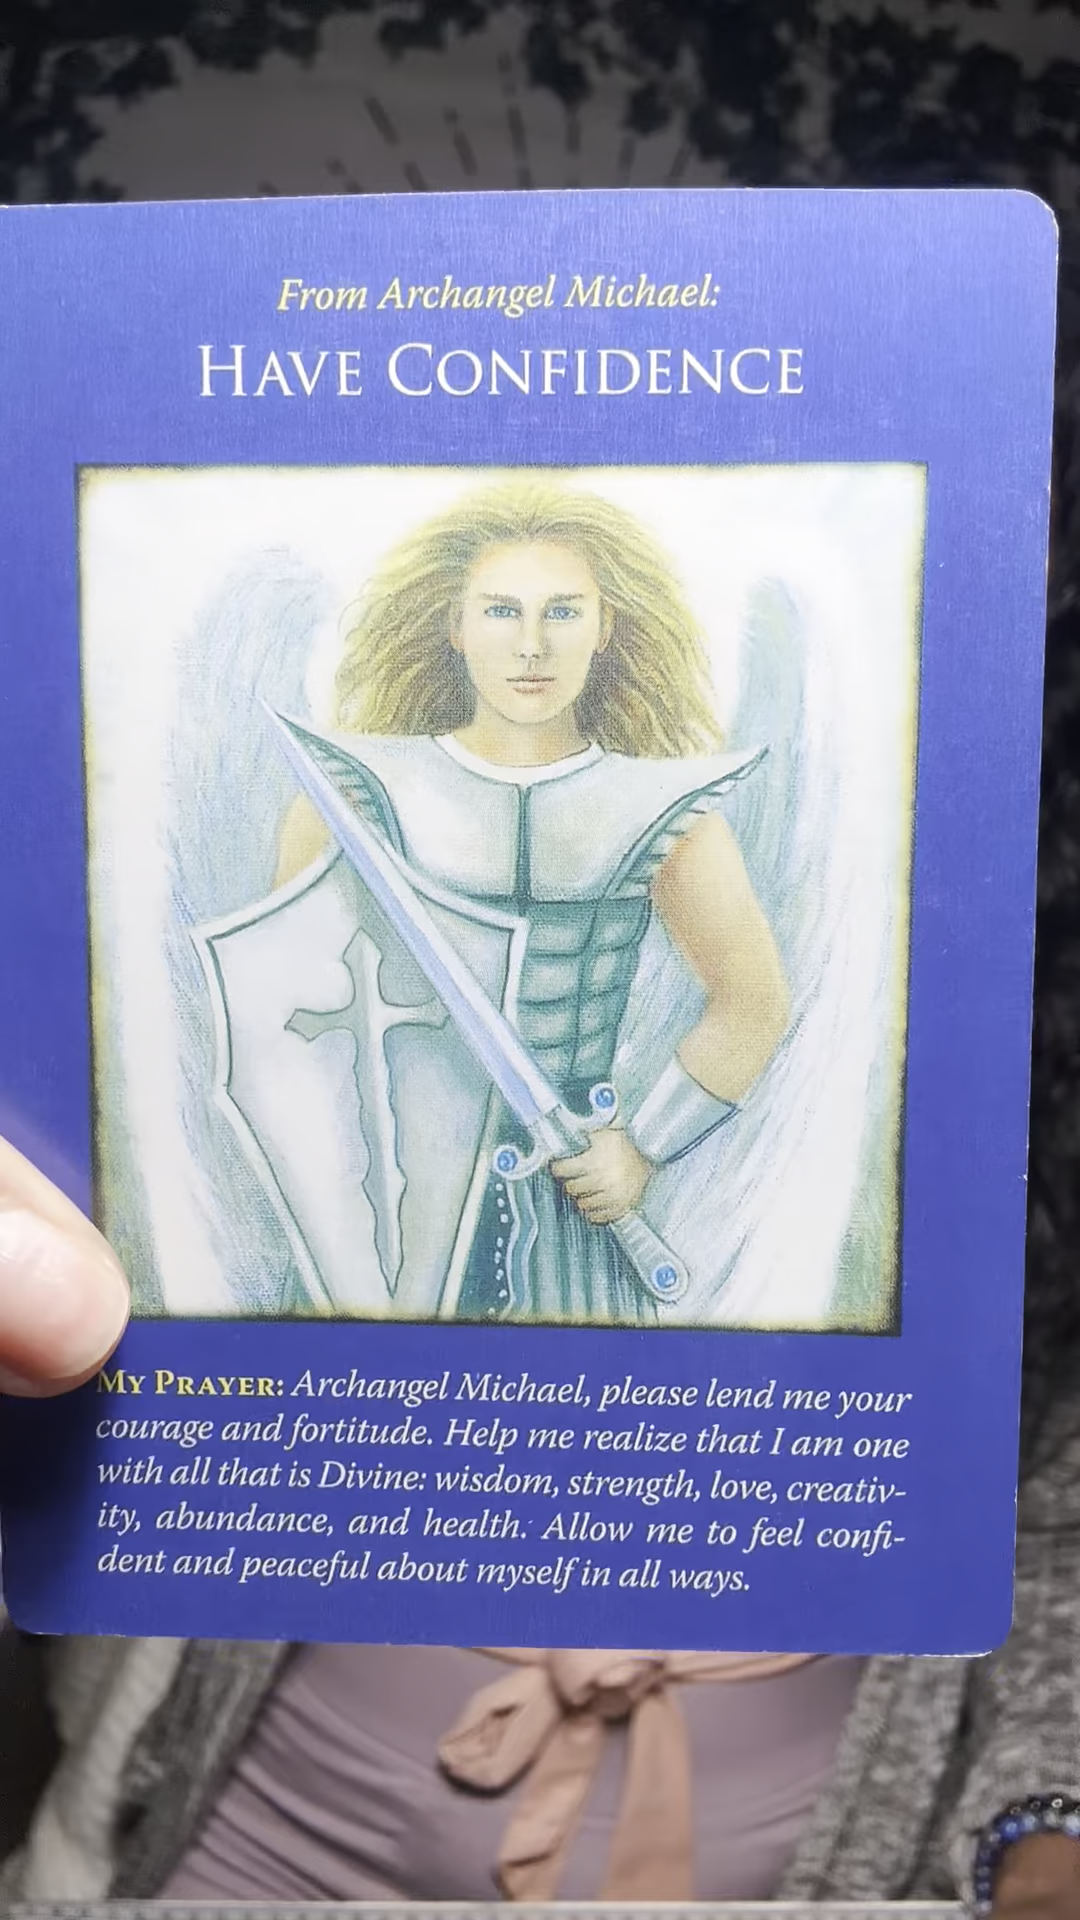 From Archangel Michael:
HAVE CONFIDENCE
MY PRAYER: Archangel Michael, please lend me your
courage and fortitude. Help me realize that I am one
with all that is Divine: wisdom, strength, love, creativ-
ity, abundance, and health. Allow me to feel confi-
dent and peaceful about myself in all ways.